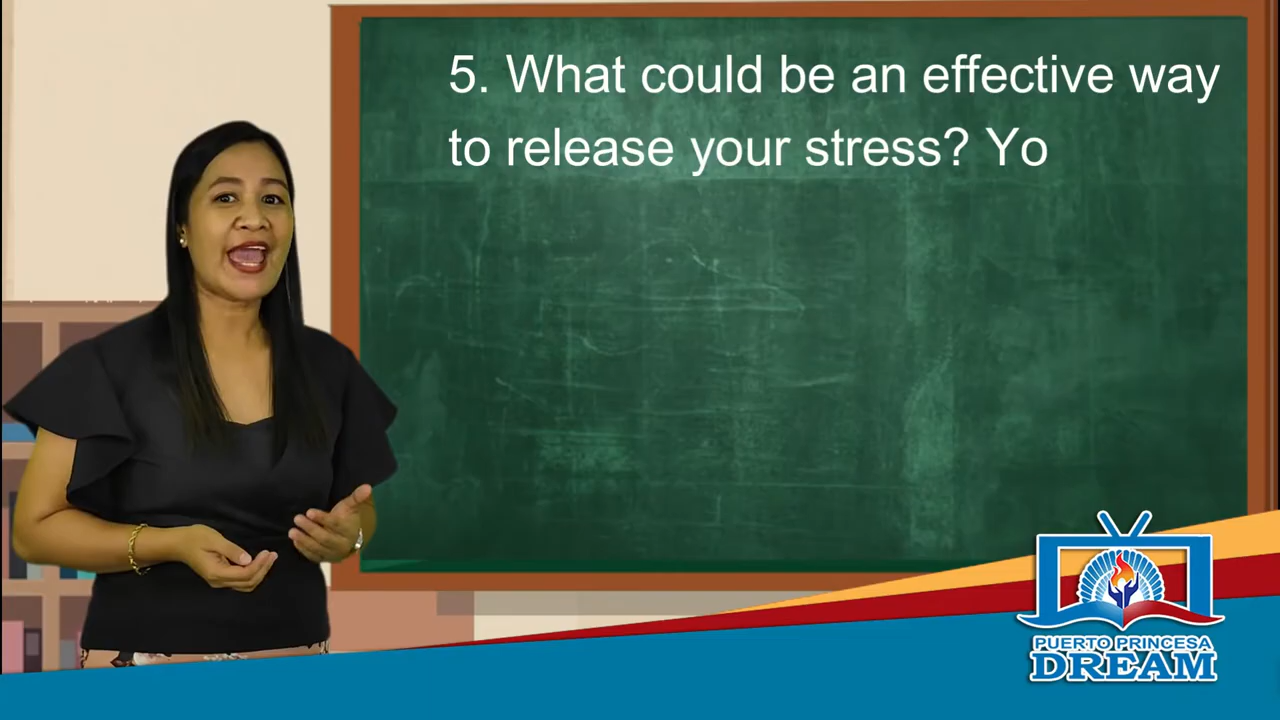 5. What could be an effective way
to release your stress? Yo
PUERTO PRINCESA
DREAM